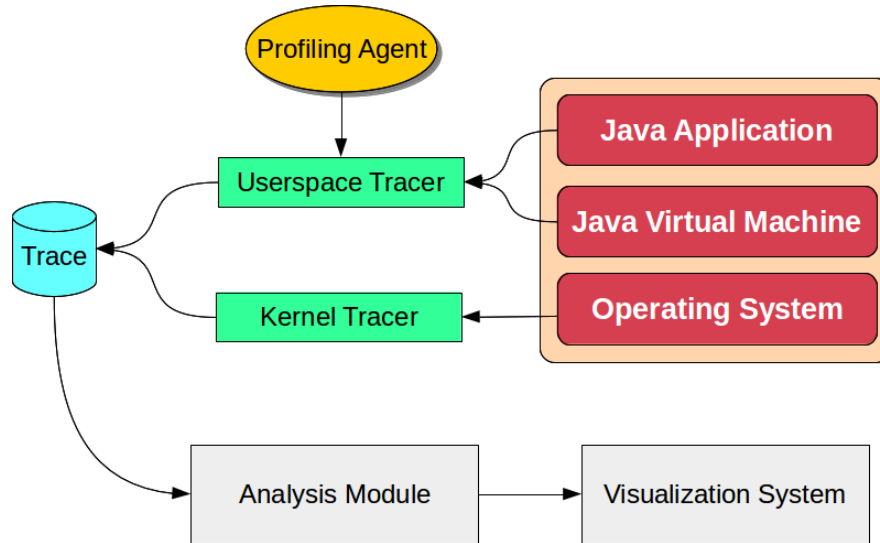 Profiling Agent
Java Application
Userspace Tracer
Java Virtual Machine
Trace
Kernel Tracer
Operating System
Analysis Module
Visualization System